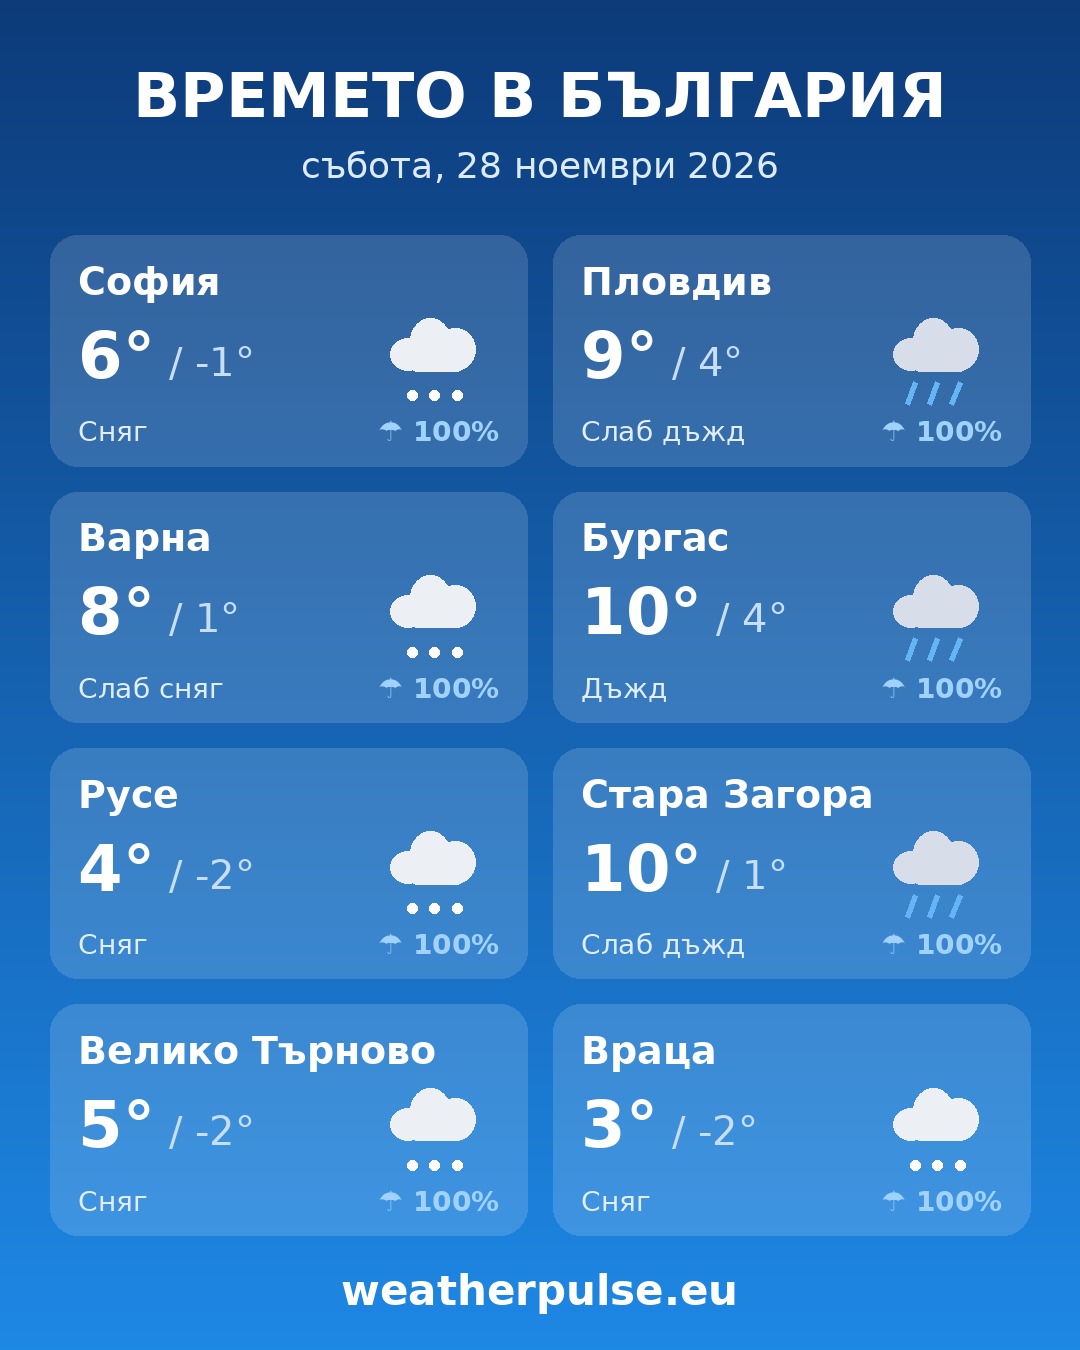 ВРЕМЕТО В БЪЛГАРИЯ
събота, 28 ноември 2026
София
6° / -1°
Сняг
☂ 100%
Пловдив
9° / 4°
Слаб дъжд
☂ 100%
Варна
8° / 1°
Слаб сняг
☂ 100%
Бургас
10° / 4°
Дъжд
☂ 100%
Русе
4° / -2°
Сняг
☂ 100%
Стара Загора
10° / 1°
Слаб дъжд
☂ 100%
Велико Търново
5° / -2°
Сняг
☂ 100%
Враца
3° / -2°
Сняг
☂ 100%
weatherpulse.eu